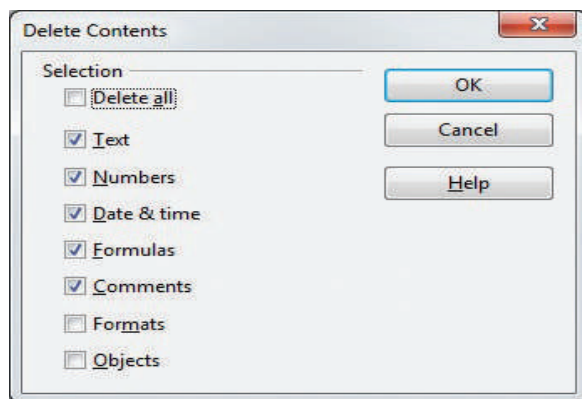 Delete Contents
Selection
Delete all
Text
Numbers
Date & time
Formulas
Comments
Formats
Objects
OK
Cancel
Help